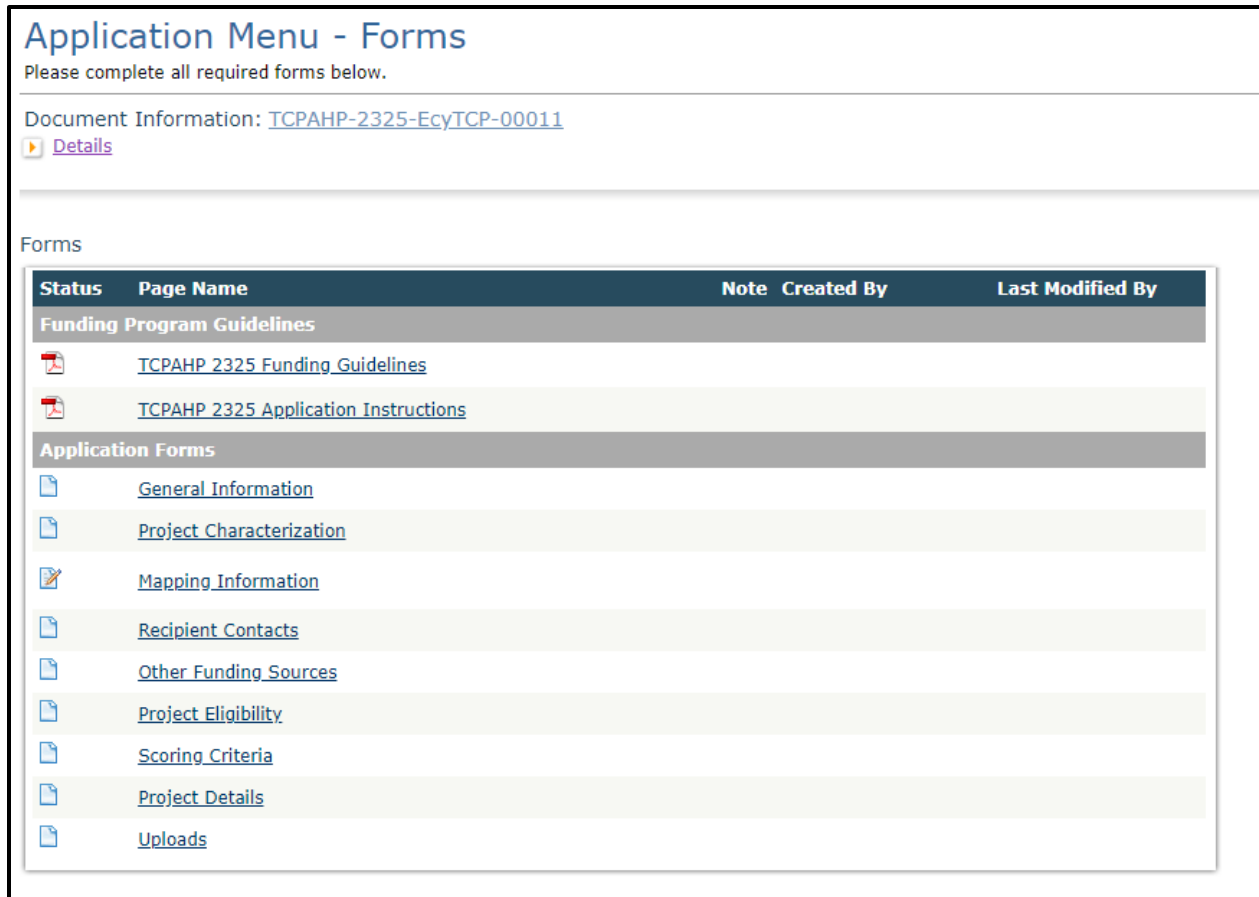 Application Menu - Forms
Please complete all required forms below.
Document Information: TCPAHP-2325-EcyTCP-00011
Details
Forms
Status Page Name Note Created By Last Modified By
Funding Program Guidelines
TCPAHP 2325 Funding Guidelines
TCPAHP 2325 Application Instructions
Application Forms
General Information
Project Characterization
Mapping Information
Recipient Contacts
Other Funding Sources
Project Eligibility
Scoring Criteria
Project Details
Uploads